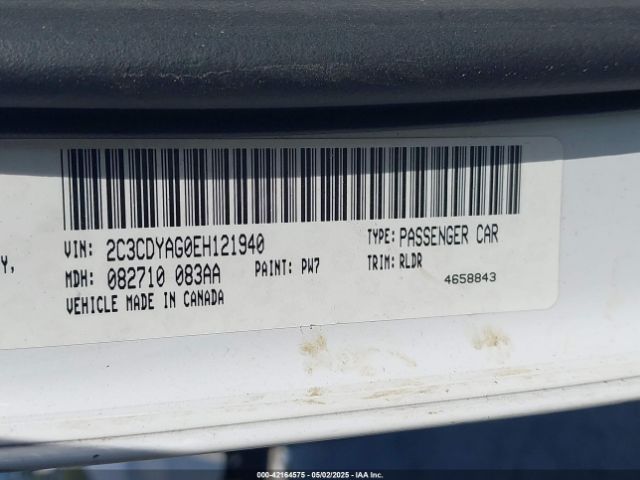 VIN: 2C3CDYAG0EH121940
TYPE: PASSENGER CAR
Y,
MDH: 082710 083AA
PAINT: PW7
TRIM: RLDR
VEHICLE MADE IN CANADA
4658843
000-42164575 - 05/02/2025 - IAA Inc.